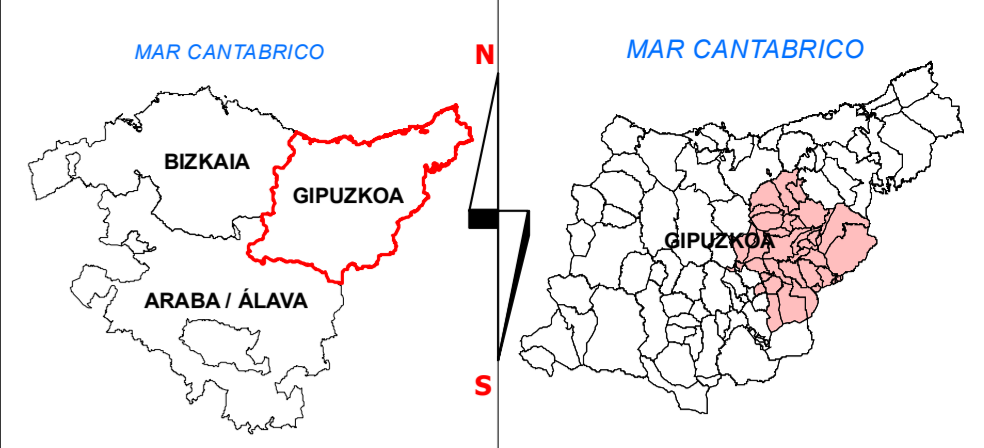 MAR CANTABRICO
BIZKAIA
GIPUZKOA
ARABA / ÁLAVA
N
S
MAR CANTABRICO
GIPUZKOA